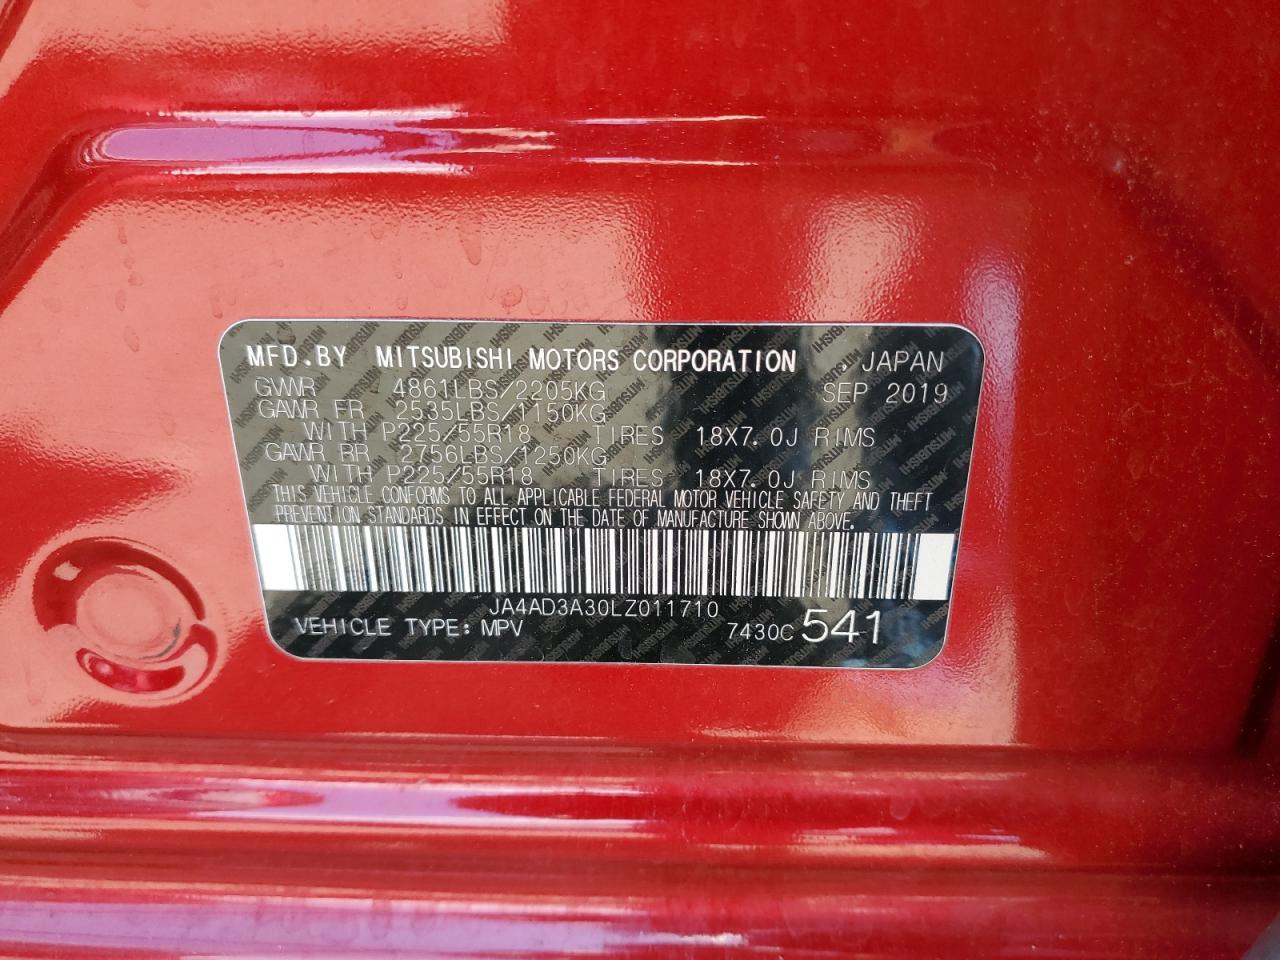 MFD.BY MITSUBISHI MOTORS CORPORATION JAPAN
GVWR 4861LBS/2205KG SEP 2019
GAWR FR 2535LBS/1150KG
WITH P225/55R18 TIRES 18X7.0J RIMS
GAWR RR 2756LBS/1250KG
WITH P225/55R18 TIRES 18X7.0J RIMS
THIS VEHICLE CONFORMS TO ALL APPLICABLE FEDERAL MOTOR VEHICLE SAFETY AND THEFT
PREVENTION STANDARDS IN EFFECT ON THE DATE OF MANUFACTURE SHOWN ABOVE.
JA4AD3A30LZ011710
VEHICLE TYPE: MPV 7430C 541